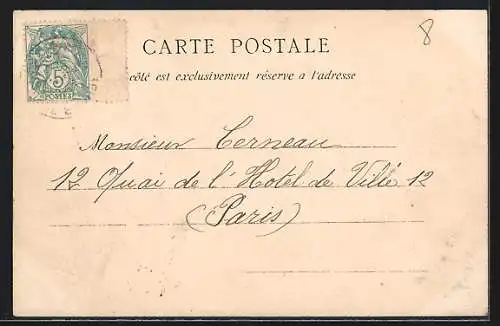 8
CARTE POSTALE
côté est exclusivement réservé a l'adresse
5
POSTES
Monsieur Cerneau
12 Quai de l'Hotel de Ville 12
(Paris)